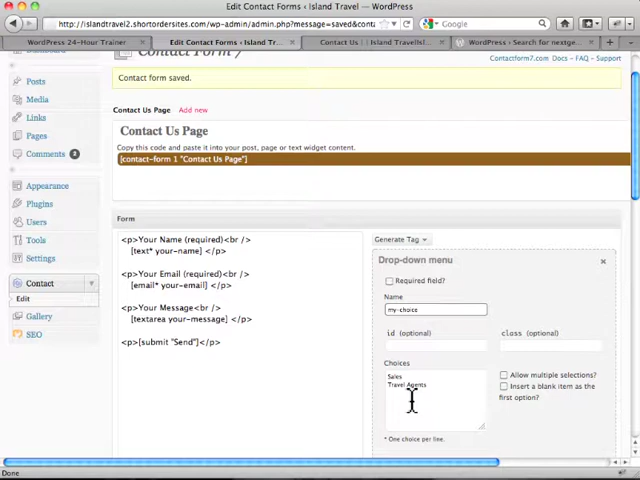 Edit Contact Forms ‹ Island Travel — WordPress
http://islandtravel2.shortordersites.com/wp-admin/admin.php?message=saved&conta
WordPress 24-Hour Trainer
Edit Contact Forms ‹ Island Tr...
Contact Us | Island Travel
WordPress › Search for nextge...
Contact Form 7
Contactform7.com Docs - FAQ - Support
Contact form saved.
Posts
Media
Links
Pages
Comments 2
Appearance
Plugins
Users
Tools
Settings
Contact
Edit
Gallery
SEO
Contact Us Page Add new
Contact Us Page
Copy this code and paste it into your post, page or text widget content.
[contact-form 1 "Contact Us Page"]
Form
<p>Your Name (required)<br />
[text* your-name] </p>
<p>Your Email (required)<br />
[email* your-email] </p>
<p>Your Message<br />
[textarea your-message] </p>
<p>[submit "Send"]</p>
Generate Tag
Drop-down menu
Required field?
Name
my-choice
id (optional) class (optional)
Choices
Sales
Travel Agents
Allow multiple selections?
Insert a blank item as the
first option?
* One choice per line.
Done